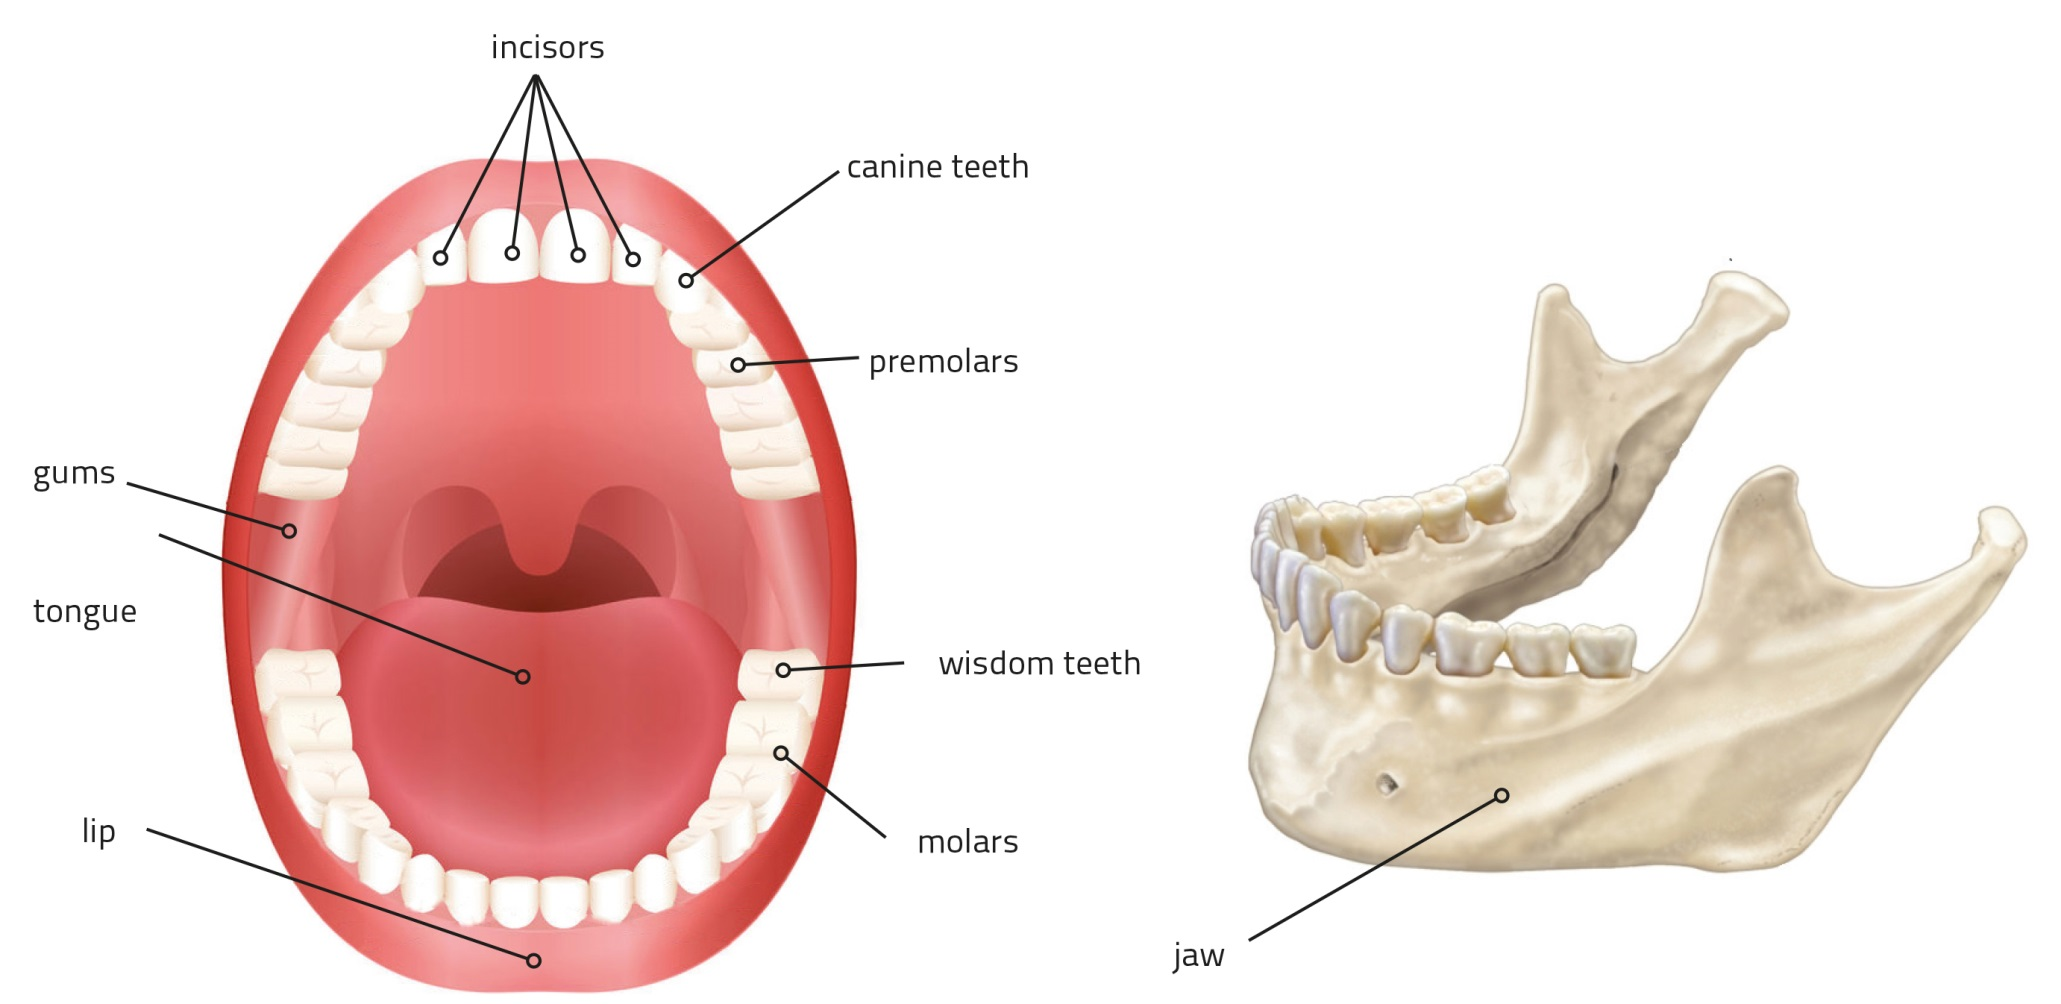 incisors
canine teeth
premolars
gums
tongue
wisdom teeth
lip
molars
jaw